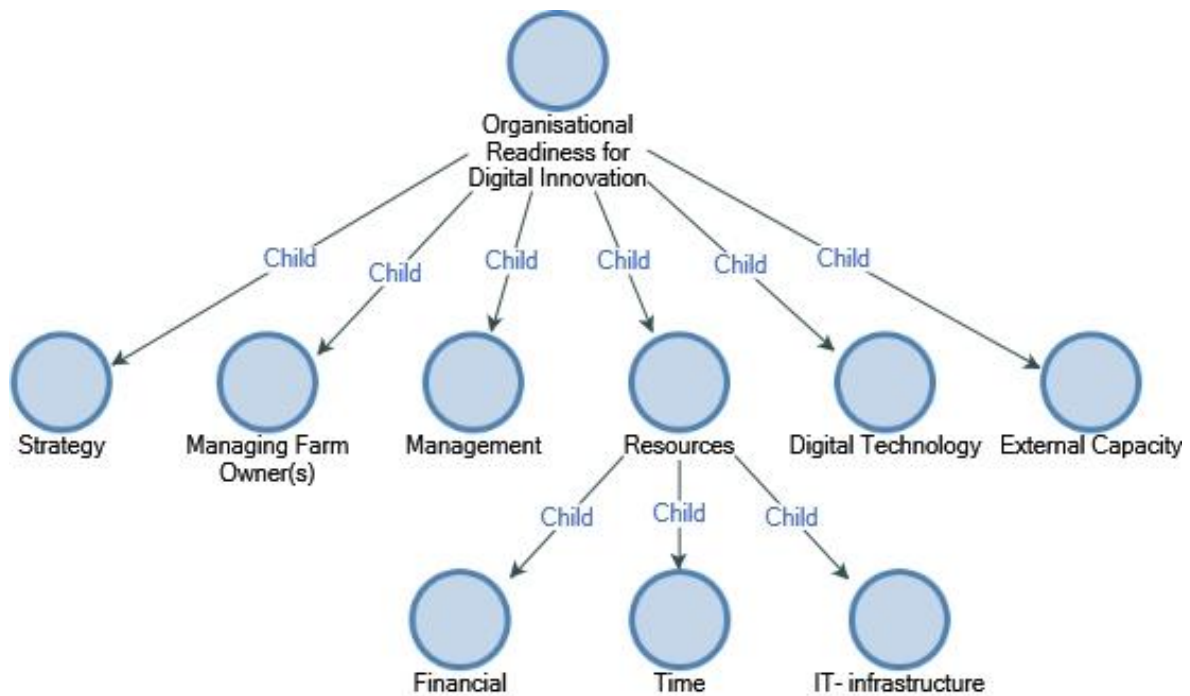 Organisational
Readiness for
Digital Innovation
Child
Child
Child
Child
Child
Child
Strategy
Managing Farm
Owner(s)
Management
Resources
Digital Technology
External Capacity
Child
Child
Child
Financial
Time
IT- infrastructure